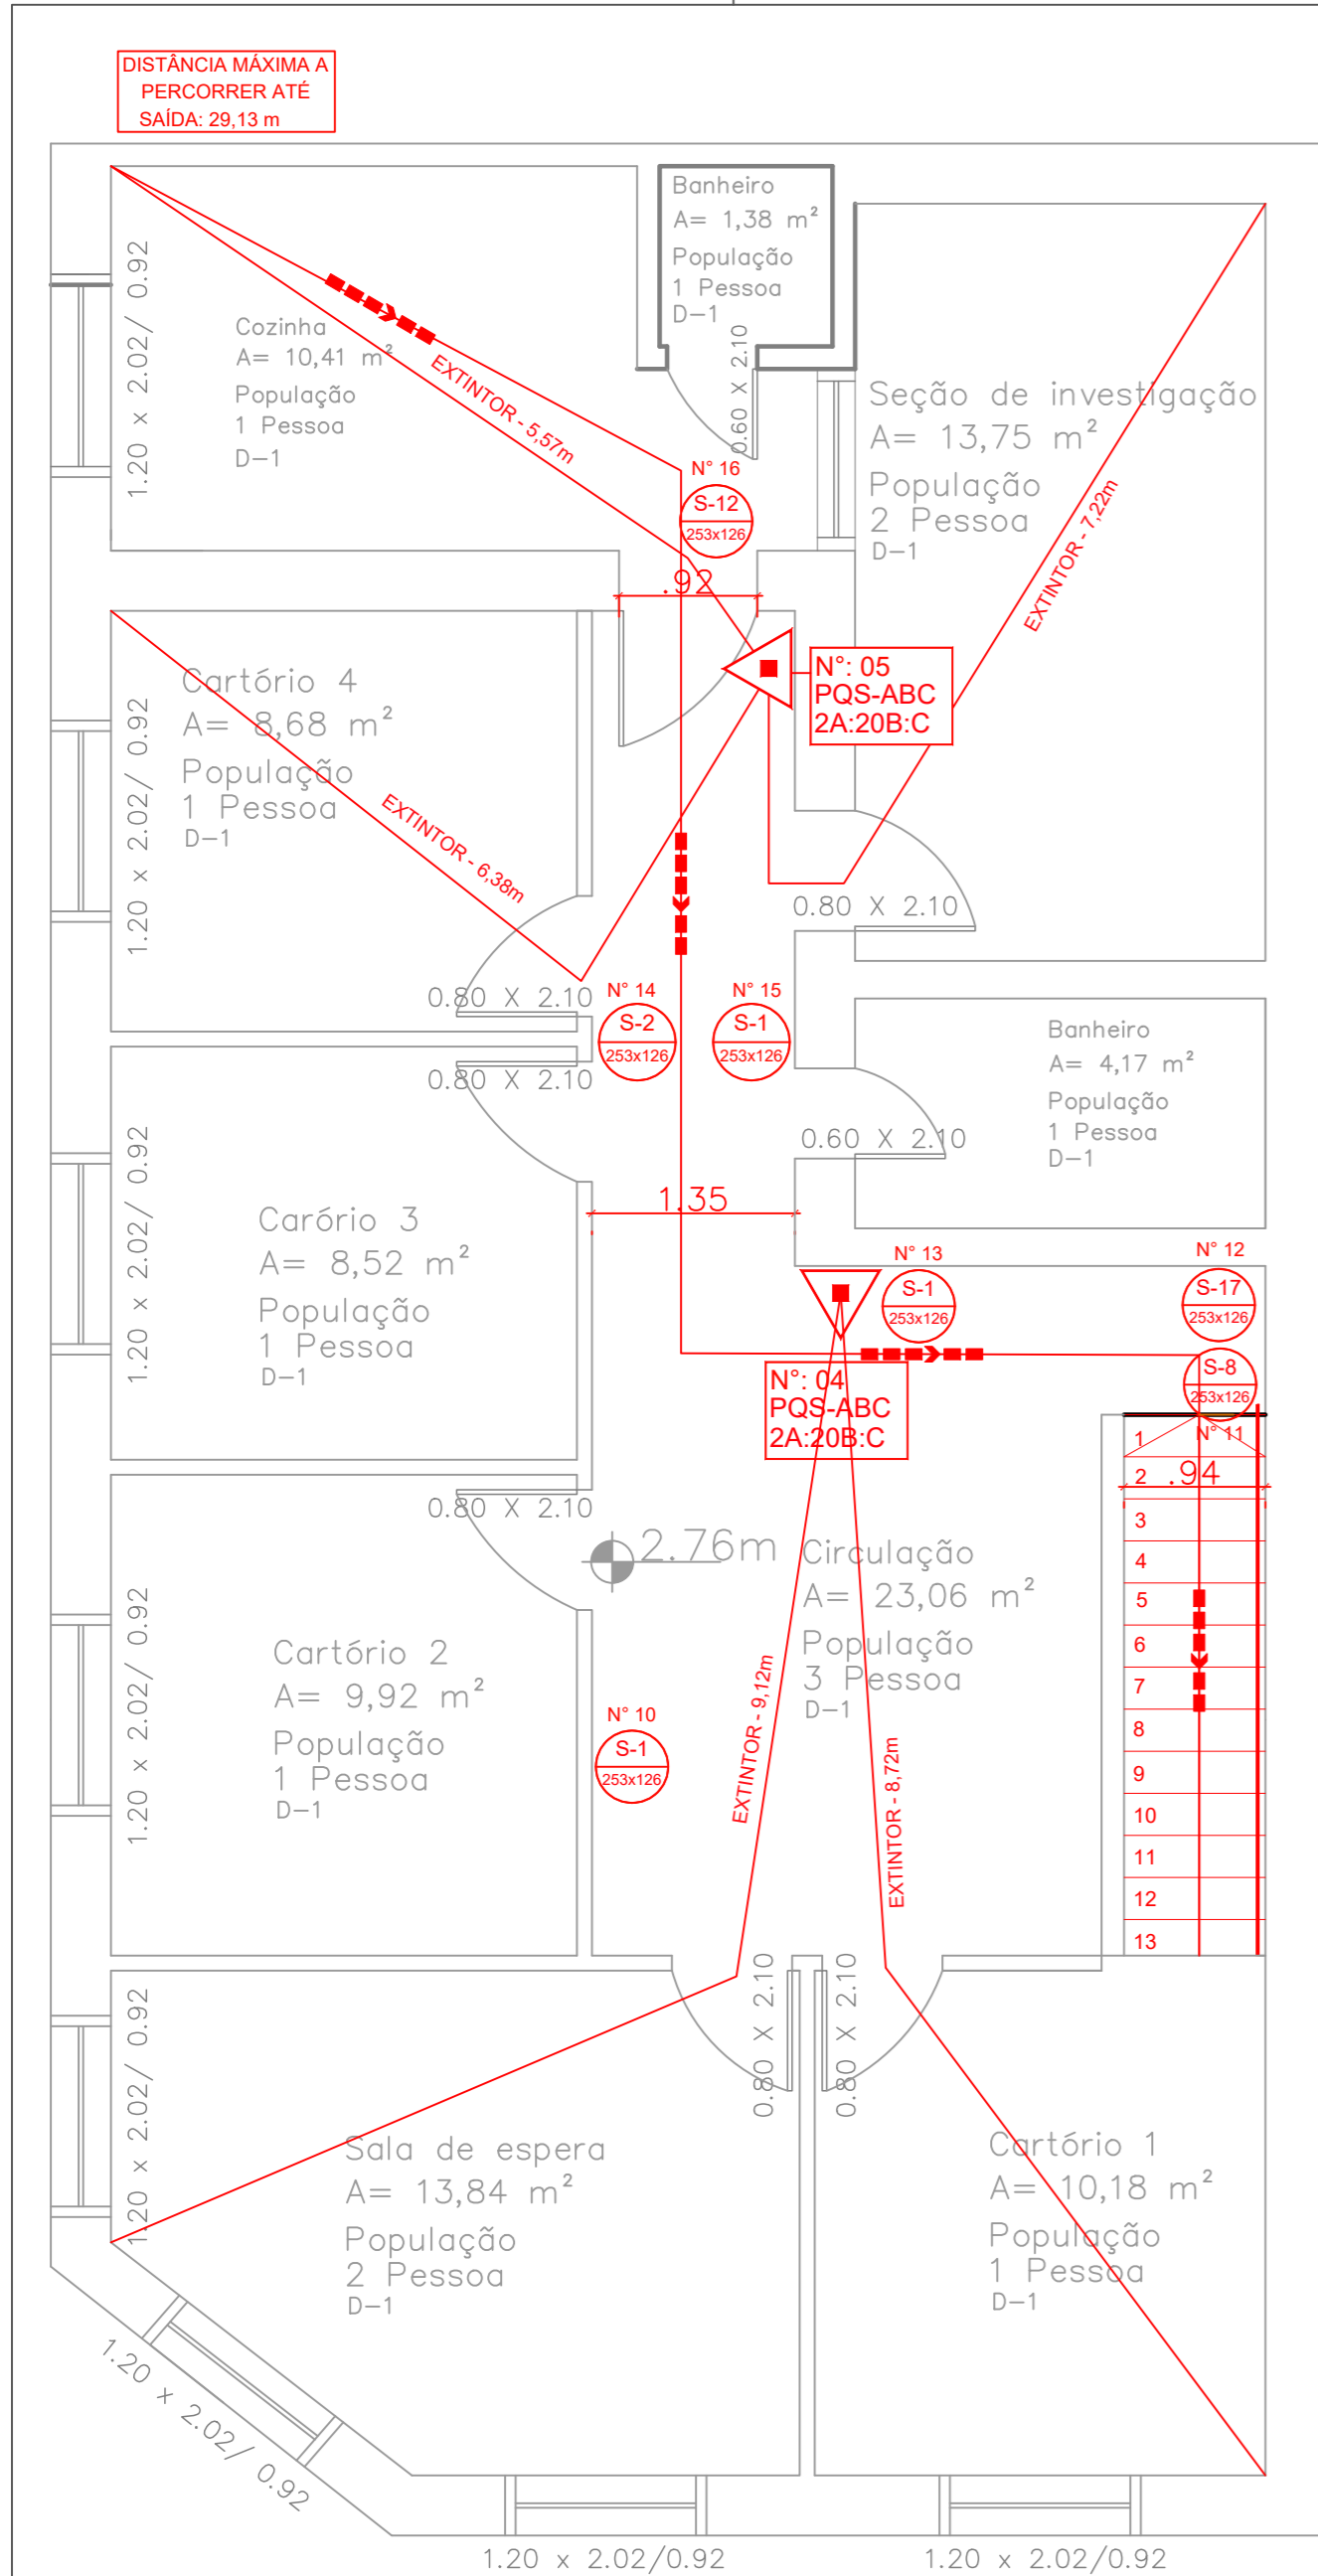 DISTÂNCIA MÁXIMA A
PERCORRER ATÉ
SAÍDA: 29,13 m
Banheiro
A= 1,38 m²
População
1 Pessoa
D-1
0.60 X 2.10
1.20 x 2.02/ 0.92
Cozinha
A= 10,41 m²
População
1 Pessoa
D-1
EXTINTOR - 5,57m
Seção de investigação
A= 13,75 m²
População
2 Pessoa
D-1
EXTINTOR - 7,22m
N° 16
S-12
253x126
.92
N°: 05
PQS-ABC
2A:20B:C
Cartório 4
A= 8,68 m²
População
1 Pessoa
D-1
1.20 x 2.02/ 0.92
EXTINTOR - 6,38m
0.80 X 2.10
0.80 X 2.10
N° 14
S-2
253x126
N° 15
S-1
253x126
0.80 X 2.10
Banheiro
A= 4,17 m²
População
1 Pessoa
D-1
0.60 X 2.10
1.20 x 2.02/ 0.92
Carório 3
A= 8,52 m²
População
1 Pessoa
D-1
1.35
N° 13
S-1
253x126
N° 12
S-17
253x126
S-8
253x126
N° 11
N°: 04
PQS-ABC
2A:20B:C
0.80 X 2.10
2.76m
Circulação
A= 23,06 m²
População
3 Pessoa
D-1
1
2
.94
3
4
5
6
7
8
9
10
11
12
13
1.20 x 2.02/ 0.92
Cartório 2
A= 9,92 m²
População
1 Pessoa
D-1
N° 10
S-1
253x126
EXTINTOR - 9,12m
EXTINTOR - 8,72m
0.80 X 2.10
0.80 X 2.10
1.20 x 2.02/ 0.92
Sala de espera
A= 13,84 m²
População
2 Pessoa
D-1
Cartório 1
A= 10,18 m²
População
1 Pessoa
D-1
1.20 x 2.02/ 0.92
1.20 x 2.02/0.92
1.20 x 2.02/0.92